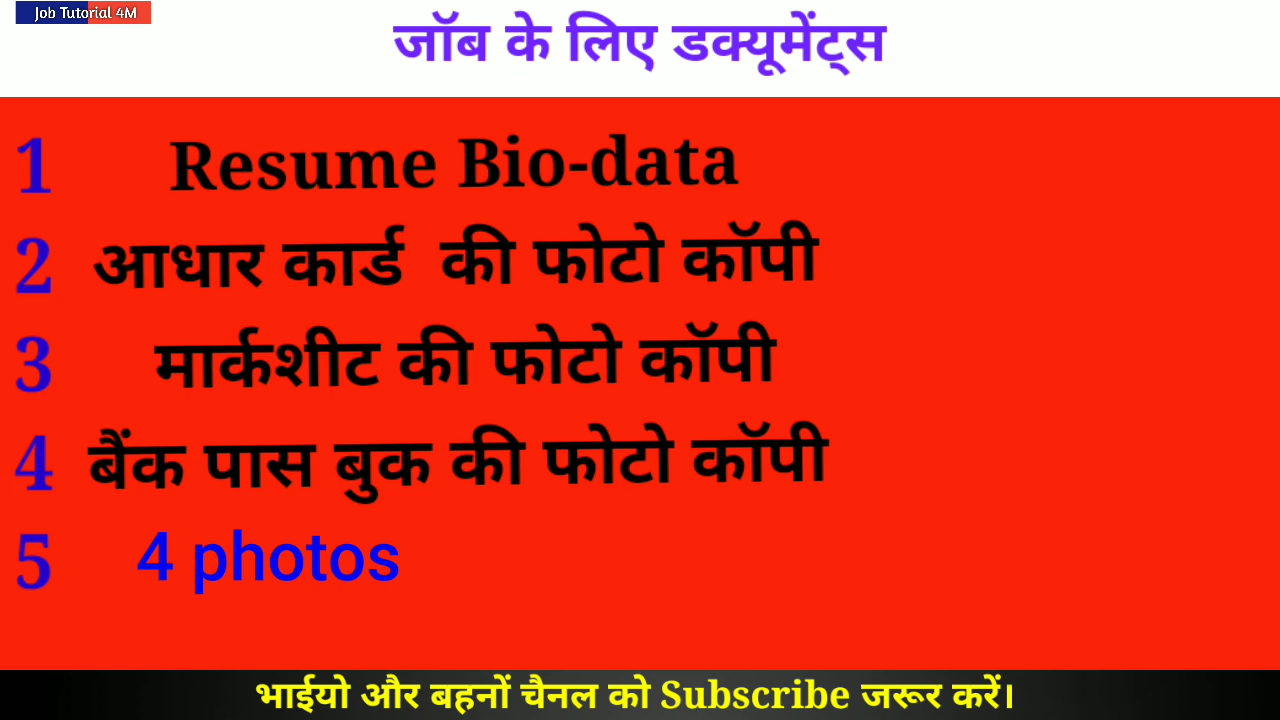 Job Tutorial 4M
जॉब के लिए डक्यूमेंट्स
1 Resume Bio-data
2 आधार कार्ड की फोटो कॉपी
3 मार्कशीट की फोटो कॉपी
4 बैंक पास बुक की फोटो कॉपी
5 4 photos
भाईयो और बहनों चैनल को Subscribe जरूर करें।